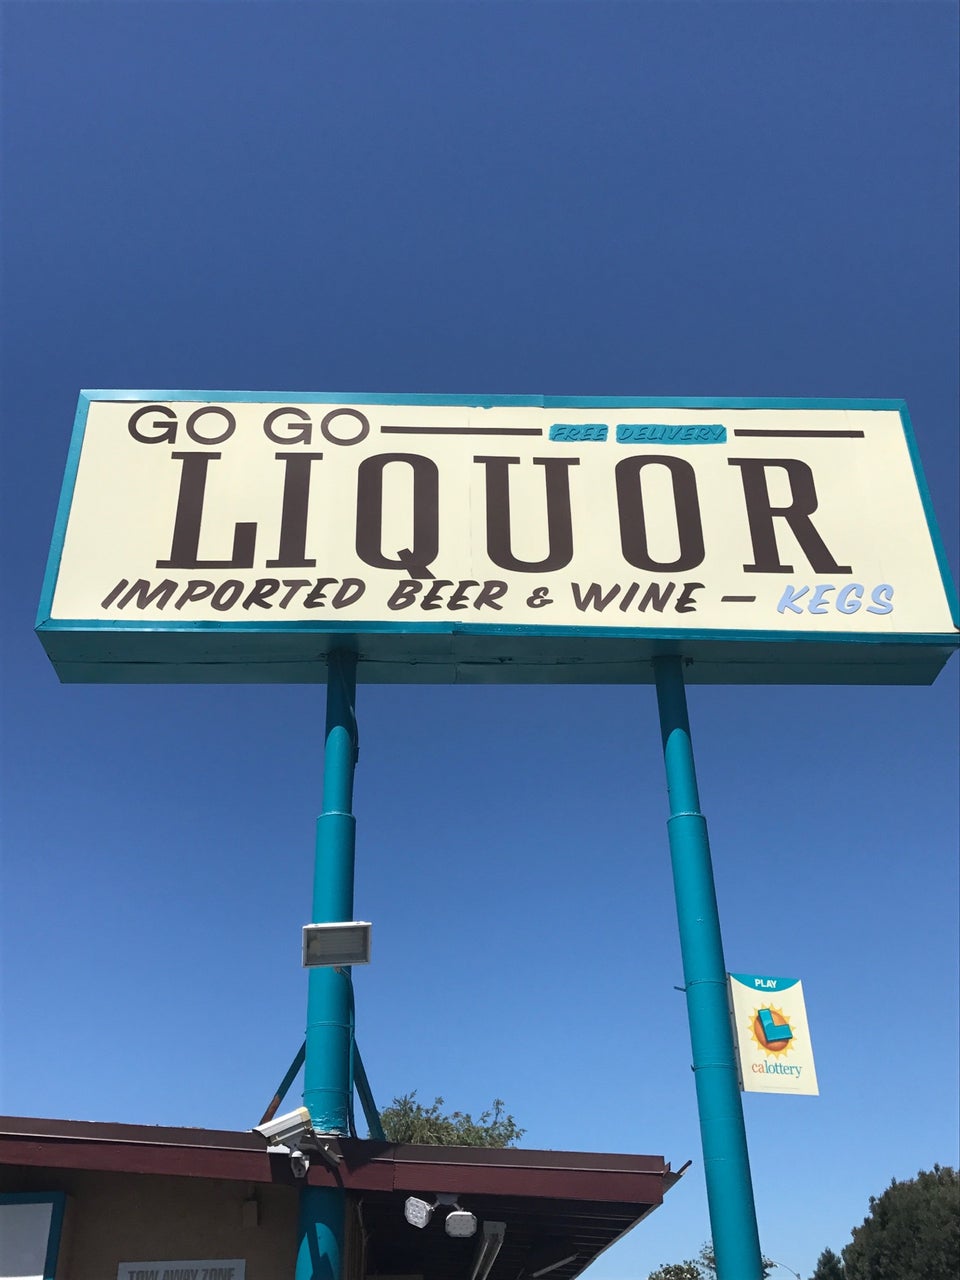 GO GO — FREE DELIVERY —
LIQUOR
IMPORTED BEER & WINE — KEGS
PLAY
calottery
TOW AWAY ZONE